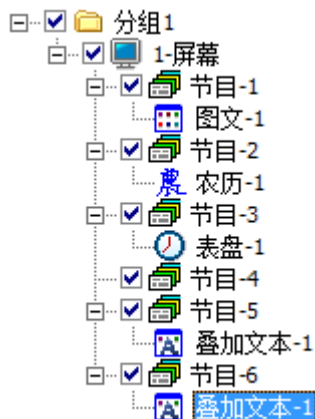 分组1
1-屏幕
节目-1
图文-1
节目-2
農 农历-1
节目-3
表盘-1
节目-4
节目-5
A 叠加文本-1
节目-6
A 叠加文本-1